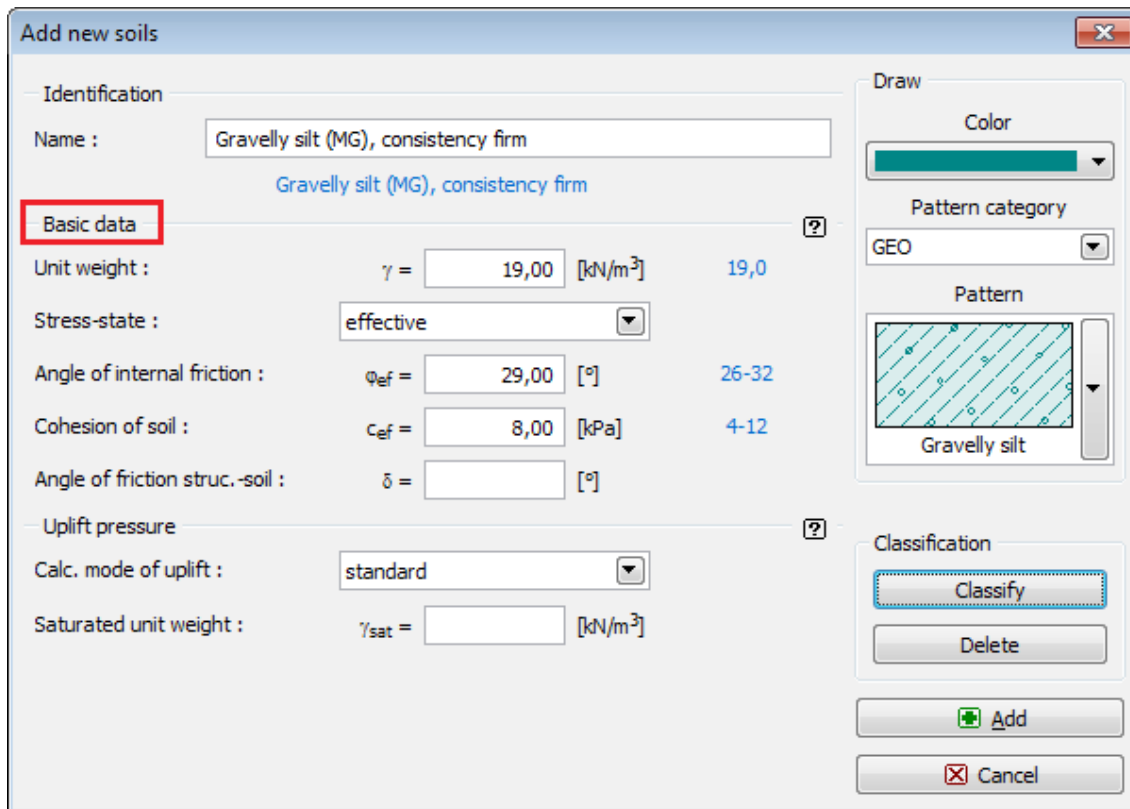 Add new soils
Identification
Name :
Gravelly silt (MG), consistency firm
Gravelly silt (MG), consistency firm
Basic data
?
Unit weight : γ = 19,00 [kN/m³] 19,0
Stress-state : effective
Angle of internal friction : φef = 29,00 [°] 26-32
Cohesion of soil : cef = 8,00 [kPa] 4-12
Angle of friction struc.-soil : δ = [°]
Uplift pressure
?
Calc. mode of uplift : standard
Saturated unit weight : γsat = [kN/m³]
Draw
Color
Pattern category
GEO
Pattern
Gravelly silt
Classification
Classify
Delete
Add
Cancel